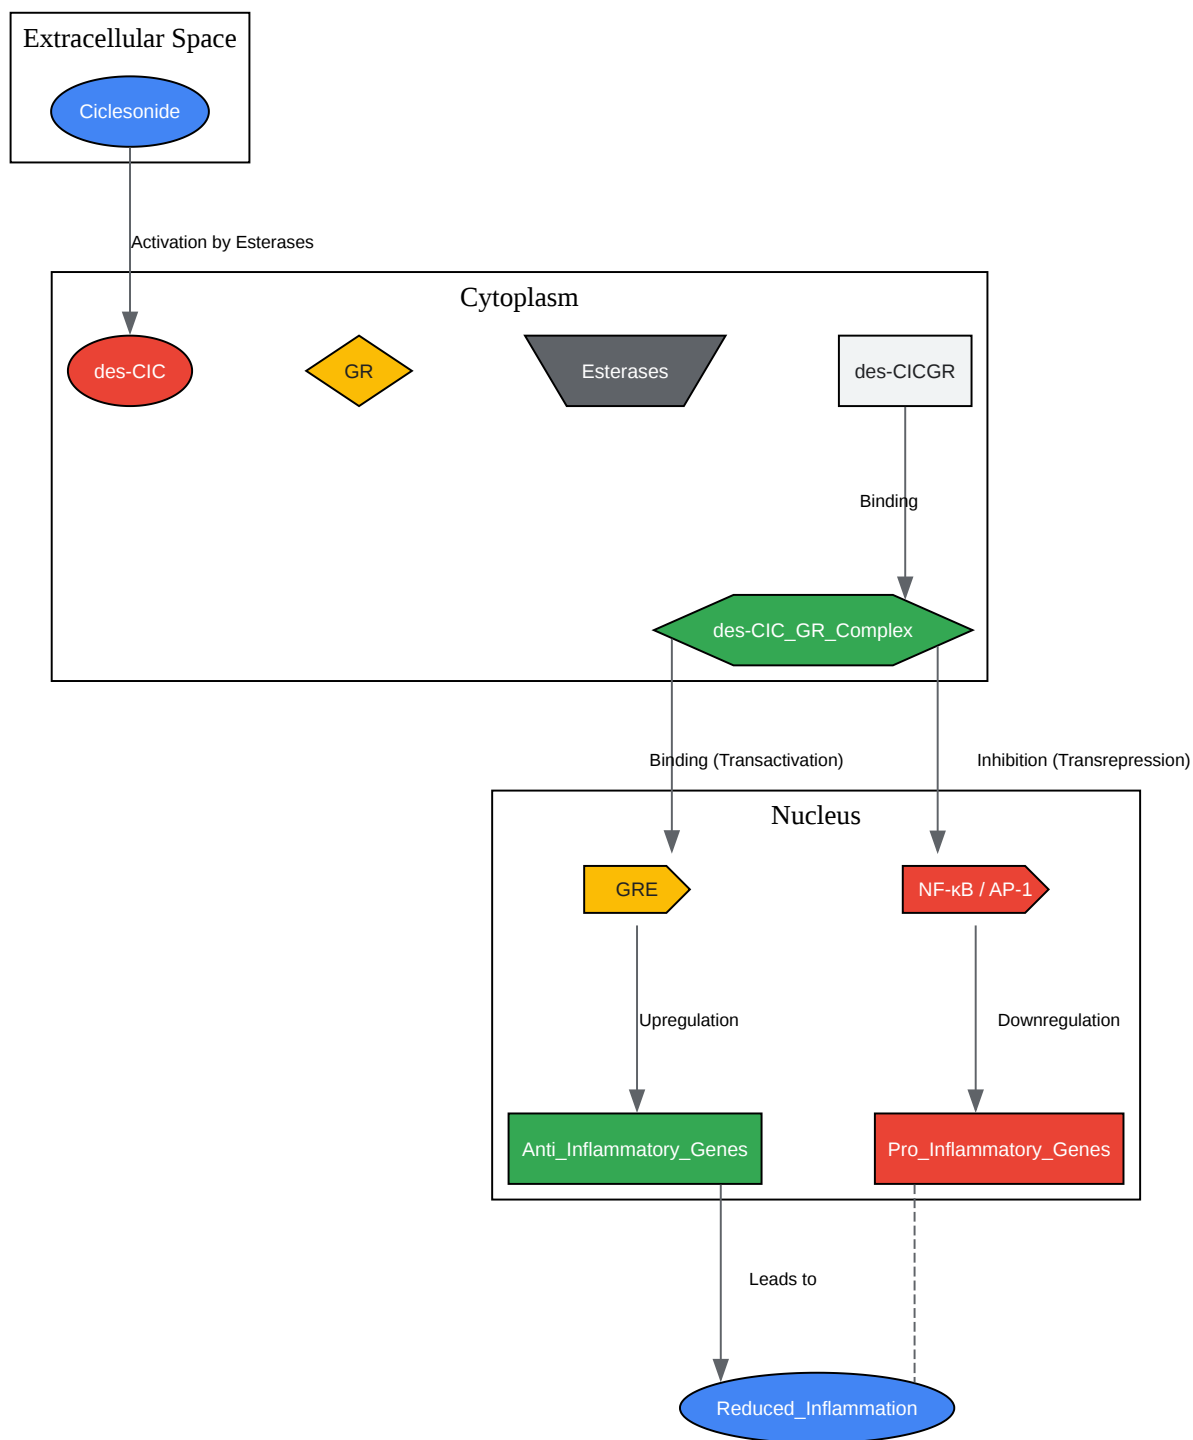 Extracellular Space
Ciclesonide
Activation by Esterases
Cytoplasm
des-CIC
GR
Esterases
des-CICGR
Binding
des-CIC_GR_Complex
Binding (Transactivation)
Inhibition (Transrepression)
Nucleus
GRE
NF-κB / AP-1
Upregulation
Downregulation
Anti_Inflammatory_Genes
Pro_Inflammatory_Genes
Leads to
Reduced_Inflammation